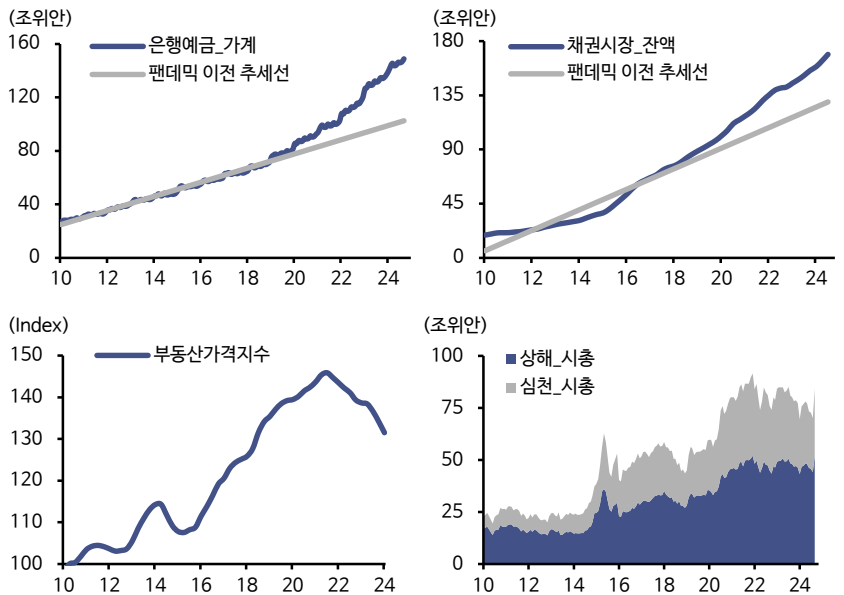 (조위안)
160
120
80
40
0
은행예금_가계
팬데믹 이전 추세선
10 12 14 16 18 20 22 24
(조위안)
180
135
90
45
0
채권시장_잔액
팬데믹 이전 추세선
10 12 14 16 18 20 22 24
(Index)
150
140
130
120
110
100
부동산가격지수
10 12 14 16 18 20 22 24
(조위안)
100
75
50
25
0
상해_시총
심천_시총
10 12 14 16 18 20 22 24